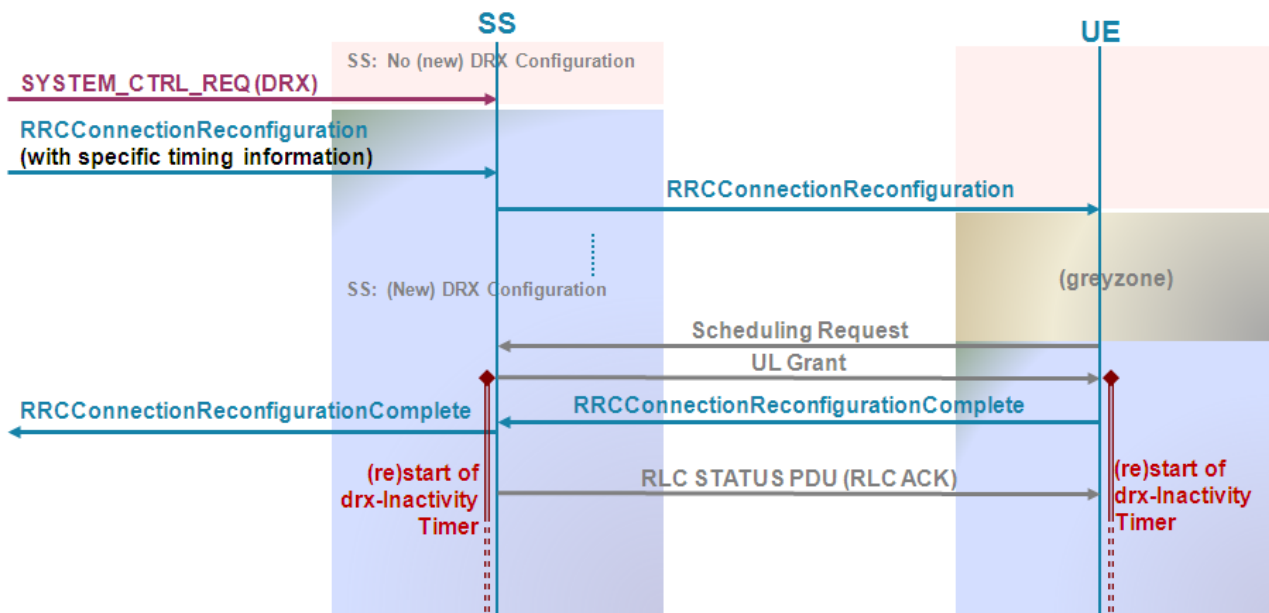 SS
UE
SS: No (new) DRX Configuration
SYSTEM_CTRL_REQ (DRX)
RRCConnectionReconfiguration
(with specific timing information)
RRCConnectionReconfiguration
(greyzone)
SS: (New) DRX Configuration
Scheduling Request
UL Grant
RRCConnectionReconfigurationComplete
RRCConnectionReconfigurationComplete
(re)start of
drx-Inactivity
Timer
RLC STATUS PDU (RLC ACK)
(re)start of
drx-Inactivity
Timer